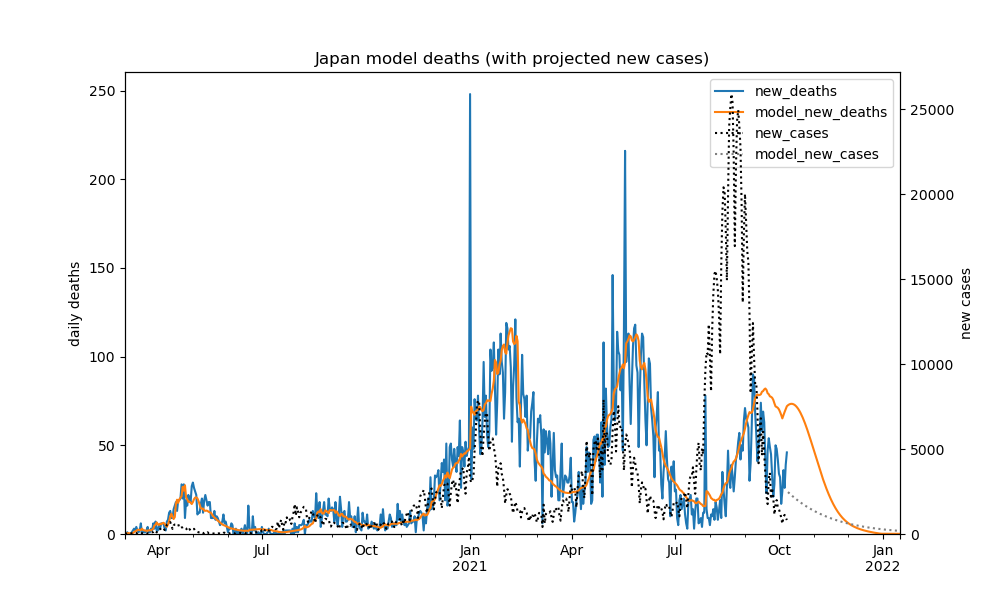 Japan model deaths (with projected new cases)
new_deaths
model_new_deaths
new_cases
model_new_cases
daily deaths
new cases
250
200
150
100
50
0
25000
20000
15000
10000
5000
0
Apr
Jul
Oct
Jan
2021
Apr
Jul
Oct
Jan
2022